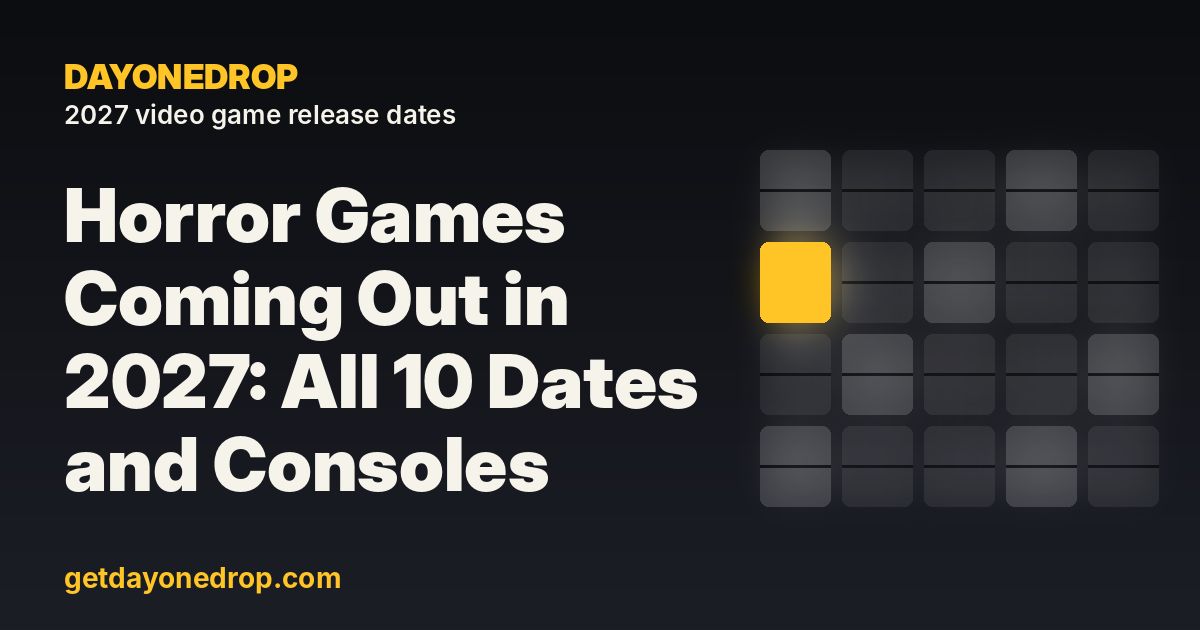 DAYONEDROP
2027 video game release dates
Horror Games
Coming Out in
2027: All 10 Dates
and Consoles
getdayonedrop.com